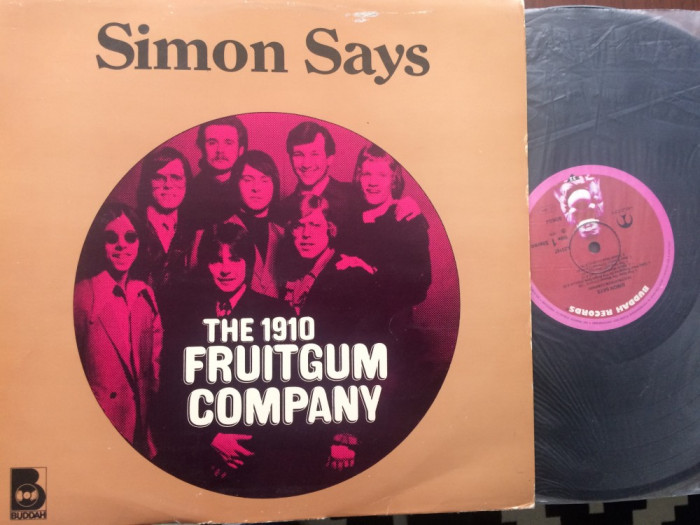 Simon Says
THE 1910
FRUITGUM
COMPANY
BUDDAH
BUDDAH RECORDS